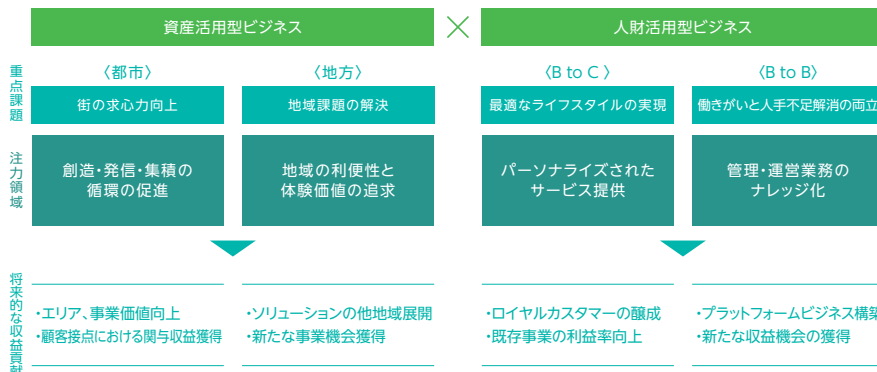 資産活用型ビジネス × 人財活用型ビジネス
重点課題
〈都市〉 〈地方〉 〈B to C 〉 〈B to B〉
街の求心力向上 地域課題の解決 最適なライフスタイルの実現 働きがいと人手不足解消の両立
注力領域
創造・発信・集積の
循環の促進
地域の利便性と
体験価値の追求
パーソナライズされた
サービス提供
管理・運営業務の
ナレッジ化
将来的な収益貢献
・エリア、事業価値向上
・顧客接点における関与収益獲得
・ソリューションの他地域展開
・新たな事業機会獲得
・ロイヤルカスタマーの醸成
・既存事業の利益率向上
・プラットフォームビジネス構築
・新たな収益機会の獲得